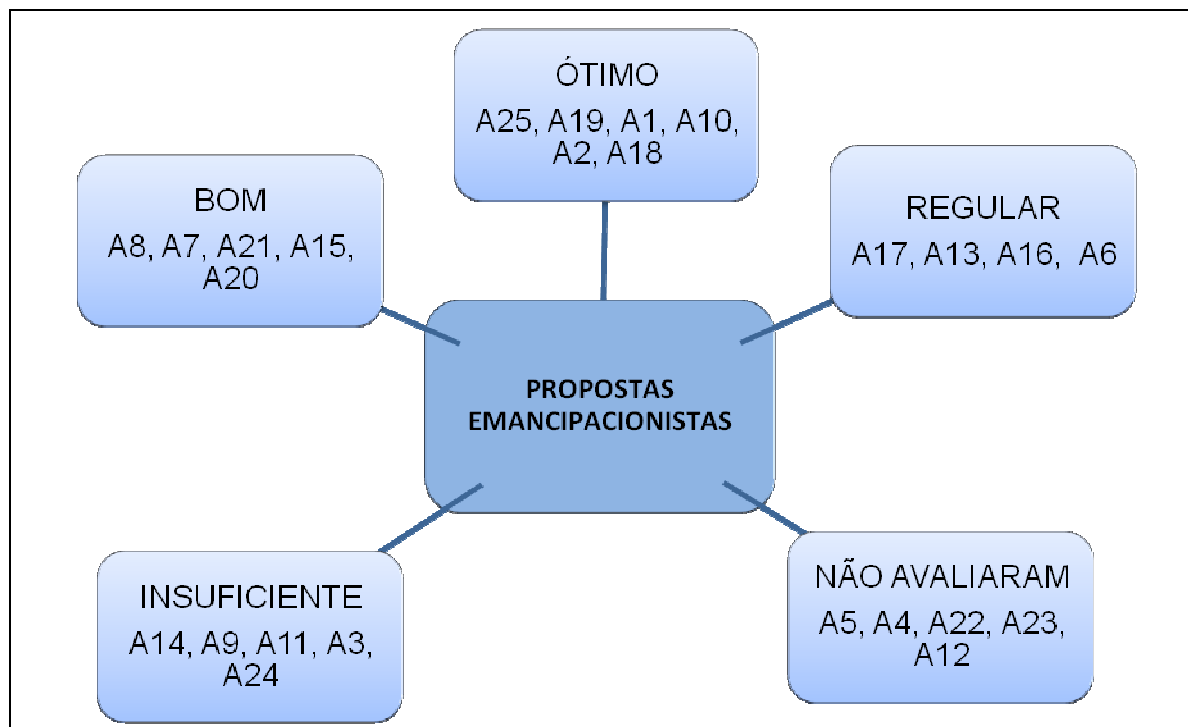 ÓTIMO
A25, A19, A1, A10,
A2, A18
BOM
A8, A7, A21, A15,
A20
REGULAR
A17, A13, A16, A6
PROPOSTAS
EMANCIPACIONISTAS
INSUFICIENTE
A14, A9, A11, A3,
A24
NÃO AVALIARAM
A5, A4, A22, A23,
A12